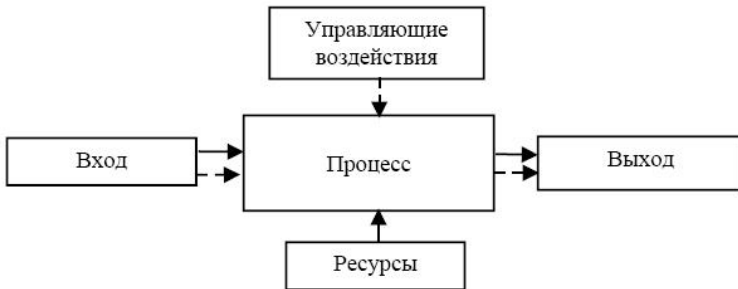 Управляющие
воздействия
Вход
Процесс
Выход
Ресурсы